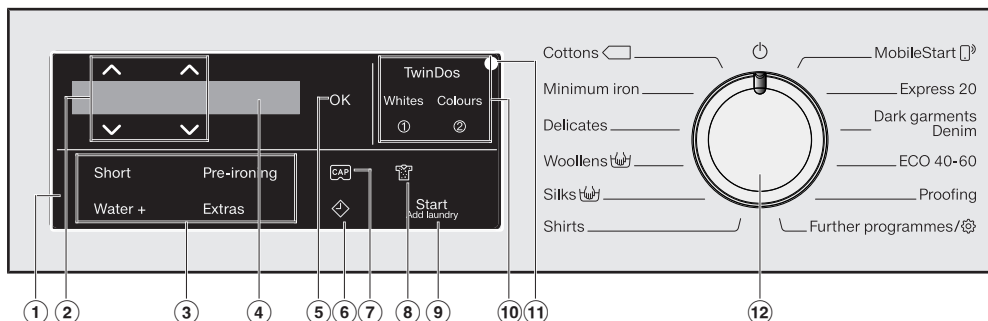 TwinDos
OK
Whites Colours
① ②
Short Pre-ironing
CAP
Water + Extras
Start
Add laundry
Cottons
Minimum iron
Delicates
Woollens
Silks
Shirts
MobileStart
Express 20
Dark garments
Denim
ECO 40-60
Proofing
Further programmes/
① ② ③ ④ ⑤ ⑥ ⑦ ⑧ ⑨ ⑩ ⑪ ⑫